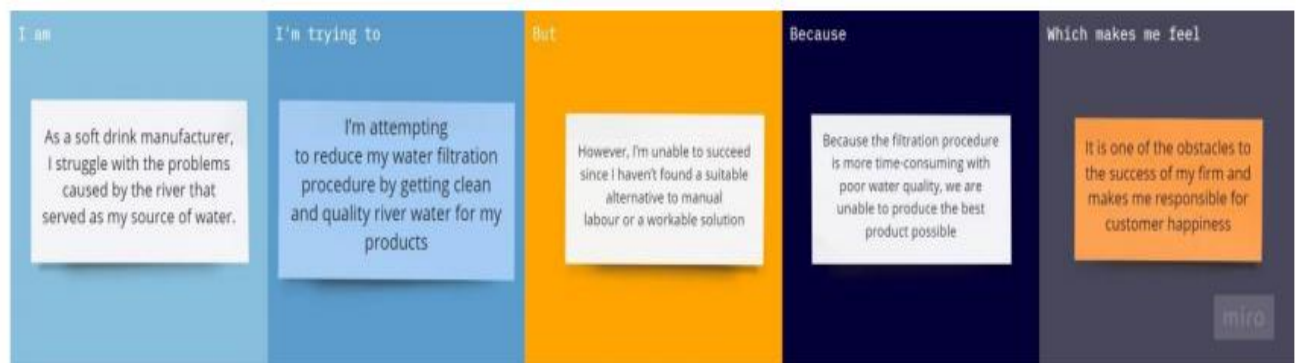 I am
As a soft drink manufacturer,
I struggle with the problems
caused by the river that
served as my source of water.
I'm trying to
I'm attempting
to reduce my water filtration
procedure by getting clean
and quality river water for my
products
But
However, I'm unable to succeed
since I haven't found a suitable
alternative to manual
labour or a workable solution
Because
Because the filtration procedure
is more time-consuming with
poor water quality, we are
unable to produce the best
product possible
Which makes me feel
It is one of the obstacles to
the success of my firm and
makes me responsible for
customer happiness
miro